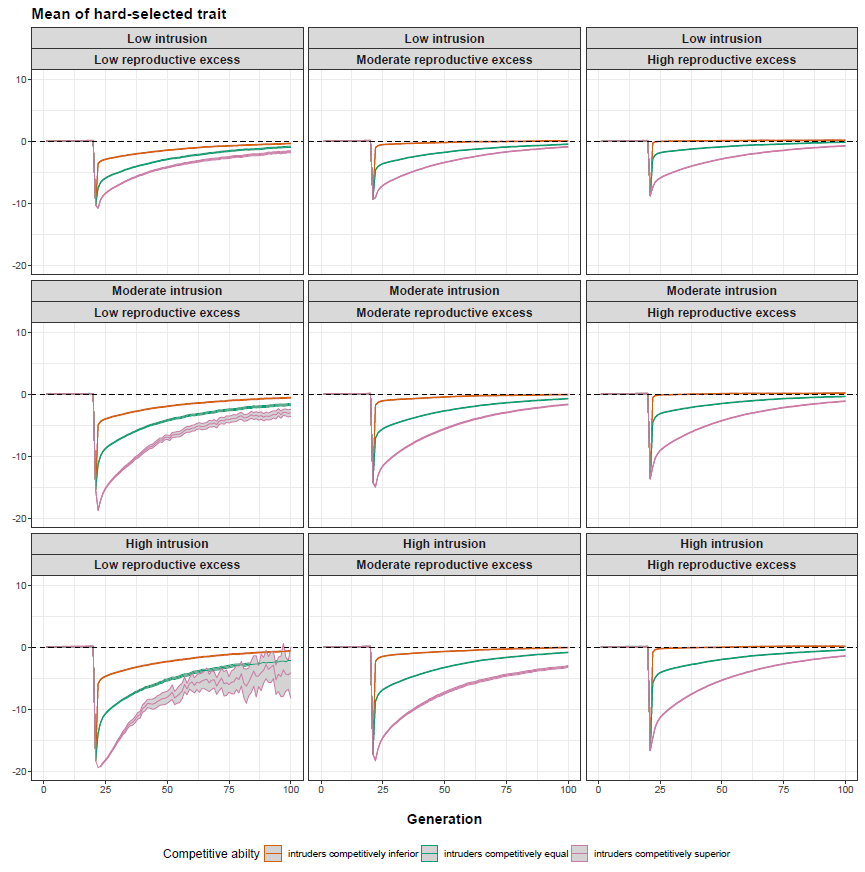 Mean of hard-selected trait
Low intrusion Low intrusion Low intrusion
Low reproductive excess Moderate reproductive excess High reproductive excess
10
0
-10
-20
Moderate intrusion Moderate intrusion Moderate intrusion
Low reproductive excess Moderate reproductive excess High reproductive excess
10
0
-10
-20
High intrusion High intrusion High intrusion
Low reproductive excess Moderate reproductive excess High reproductive excess
10
0
-10
-20
0 25 50 75 100 0 25 50 75 100 0 25 50 75 100
Generation
Competitive abilty intruders competitively inferior intruders competitively equal intruders competitively superior